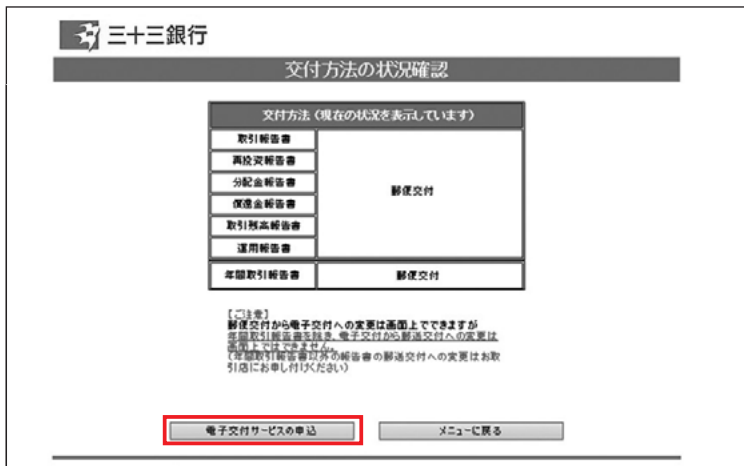 三十三銀行
交付方法の状況確認
交付方法(現在の状況を表示しています)
取引報告書
再投資報告書
分配金報告書
償還金報告書
取引残高報告書
運用報告書
郵便交付
年間取引報告書
郵便交付
【ご注意】
郵便交付から電子交付への変更は画面上でできますが
年間取引報告書を除き、電子交付から郵送交付への変更は
画面上ではできません。
(年間取引報告書以外の報告書の郵送交付への変更はお取
引店にお申し付けください)
電子交付サービスの申込
メニューに戻る